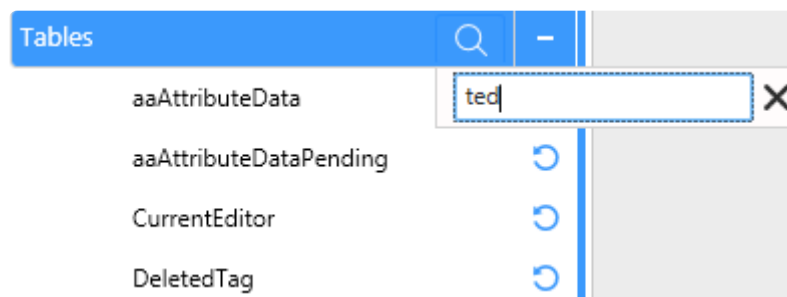 Tables
ted
aaAttributeData
aaAttributeDataPending
CurrentEditor
DeletedTag